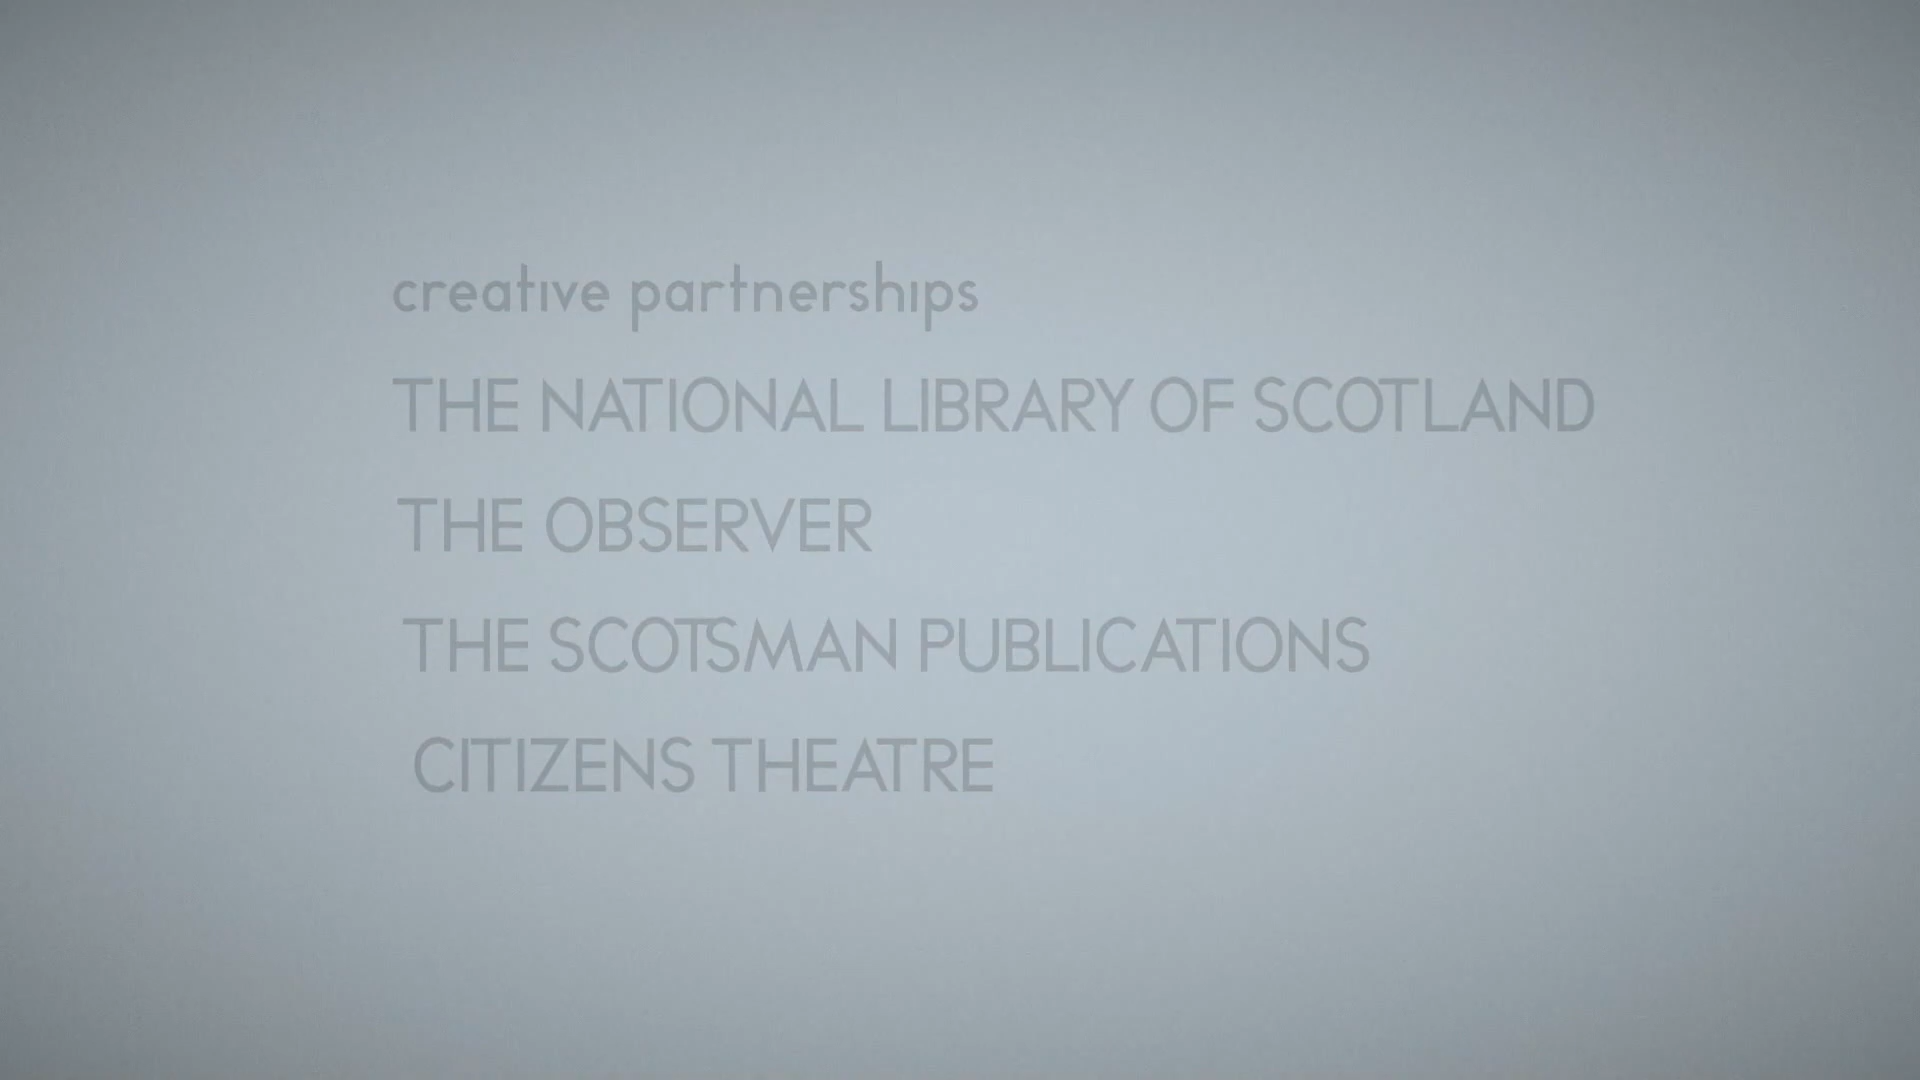 creative partnerships
THE NATIONAL LIBRARY OF SCOTLAND
THE OBSERVER
THE SCOTSMAN PUBLICATIONS
CITIZENS THEATRE